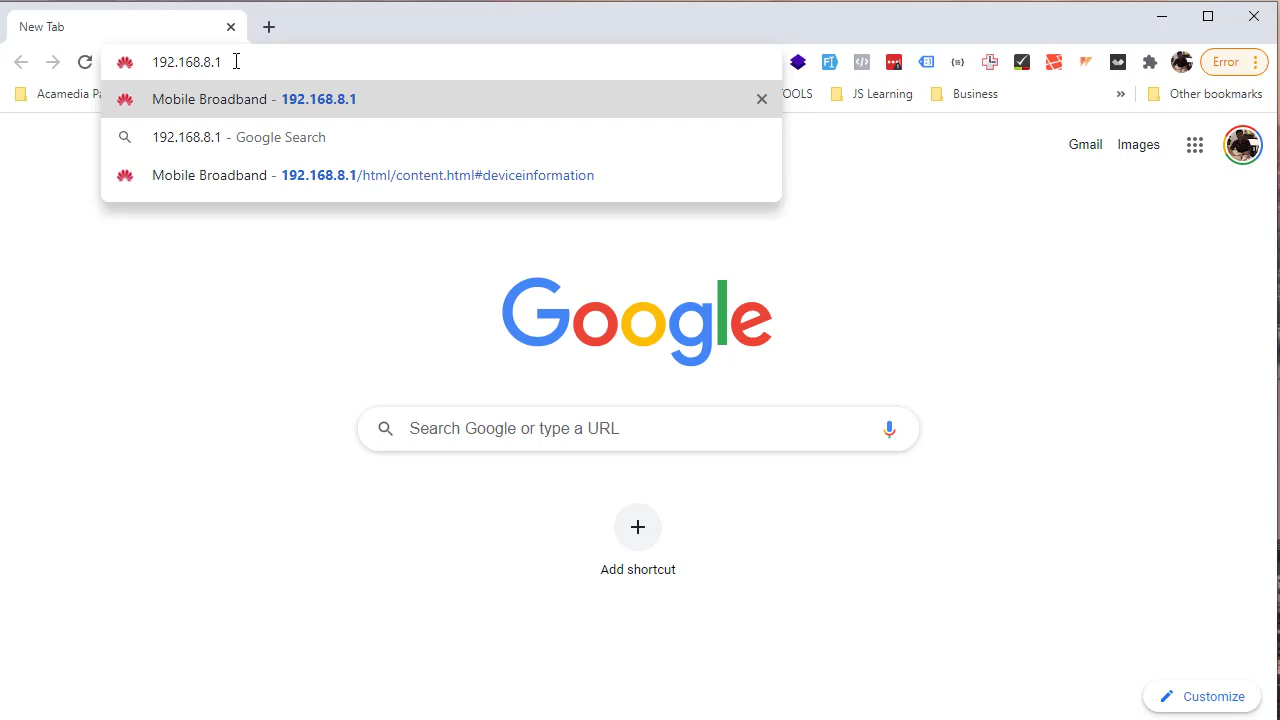 New Tab
192.168.8.1
Error
Mobile Broadband - 192.168.8.1
192.168.8.1 - Google Search
Mobile Broadband - 192.168.8.1/html/content.html#deviceinformation
Acamedia Pa
OOLS
JS Learning
Business
»
Other bookmarks
Gmail
Images
Google
Search Google or type a URL
Add shortcut
Customize